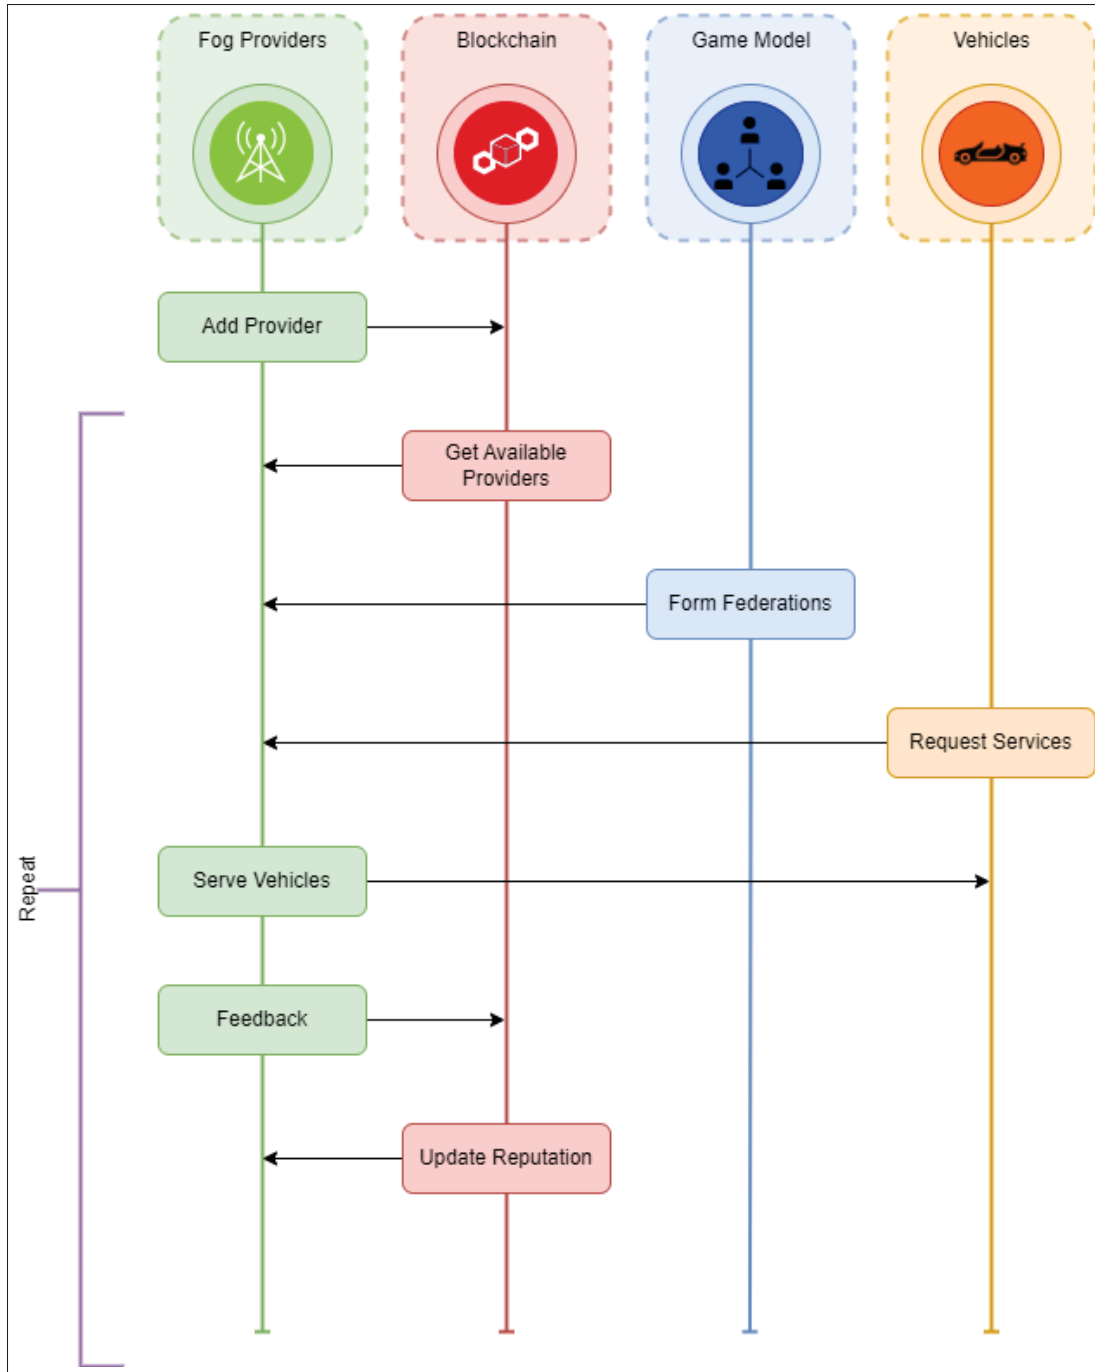 Fog Providers
Blockchain
Game Model
Vehicles
Add Provider
Get Available
Providers
Form Federations
Request Services
Serve Vehicles
Repeat
Feedback
Update Reputation